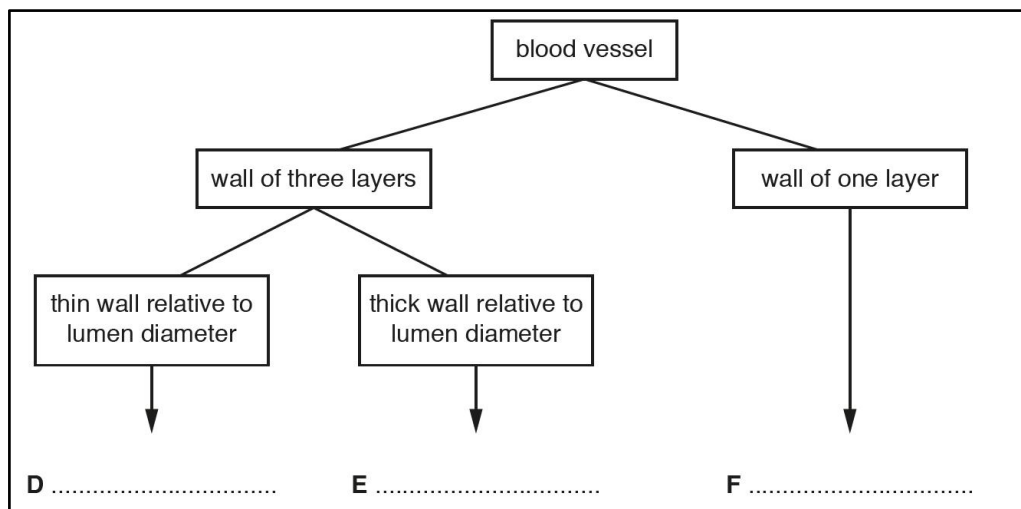 blood vessel
wall of three layers
wall of one layer
thin wall relative to
lumen diameter
thick wall relative to
lumen diameter
D .................................
E .................................
F .................................